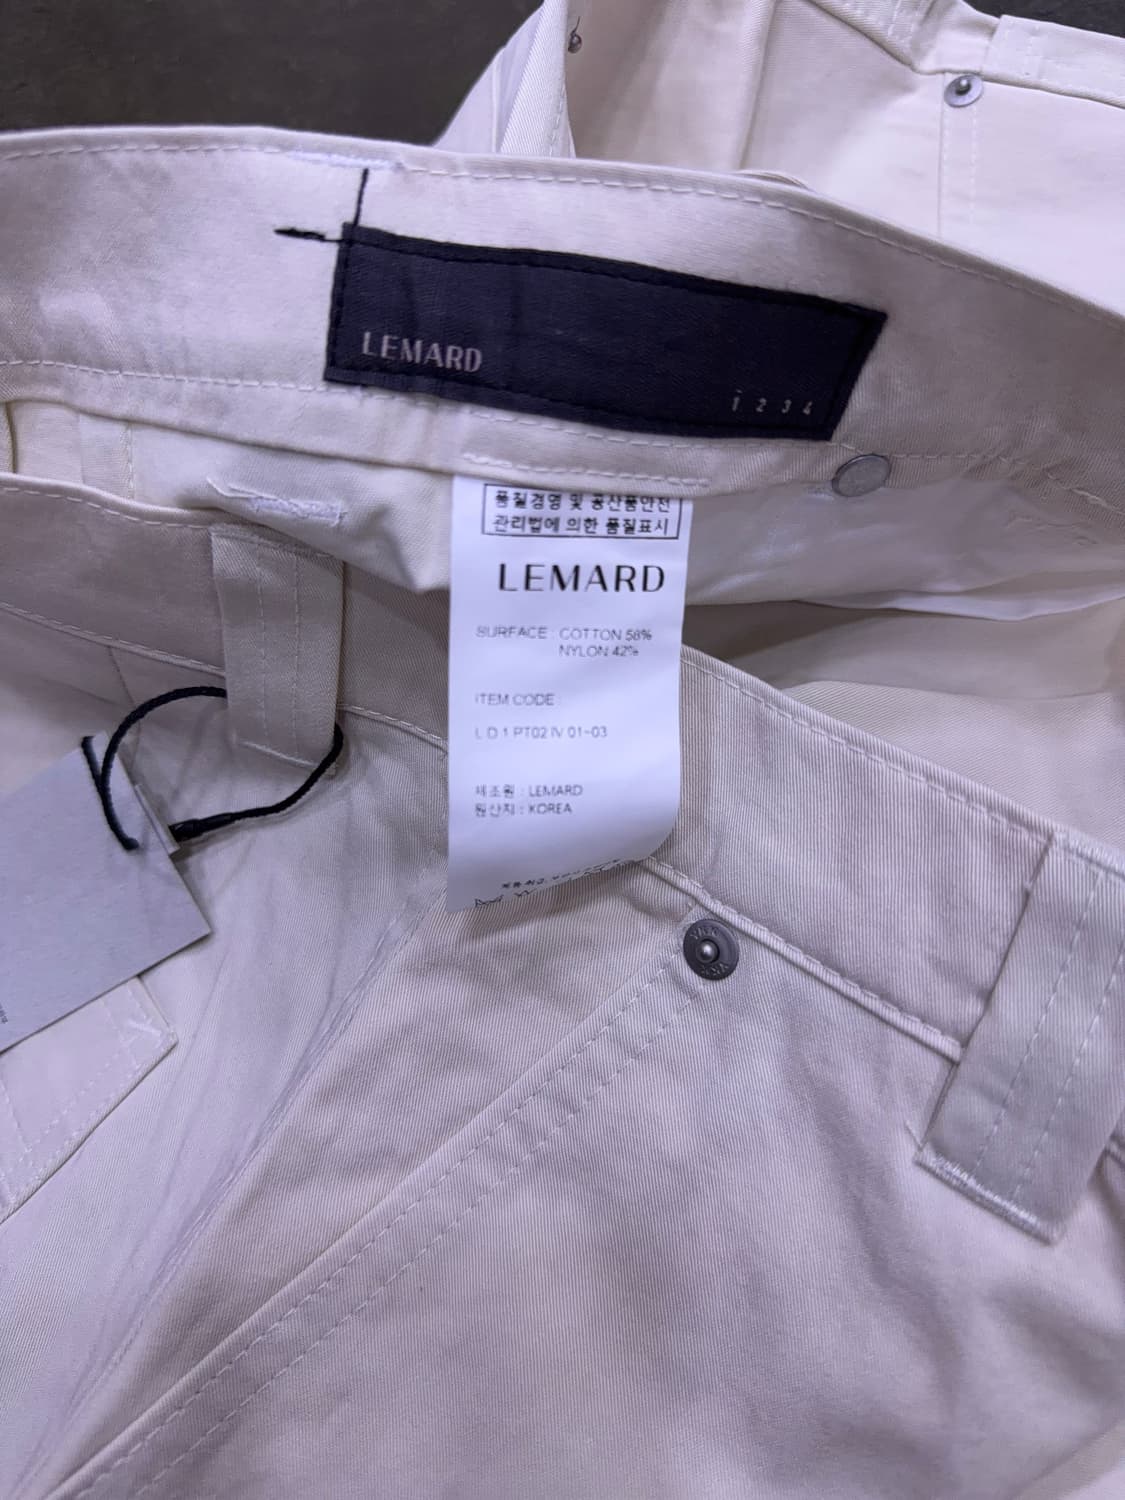 LEMARD
1 2 3 4
품질경영 및 공산품안전
관리법에 의한 품질표시
LEMARD
SURFACE : COTTON 58%
NYLON 42%
ITEM CODE :
L D 1 PT02 IV 01-03
제조원 : LEMARD
원산지 : KOREA
YKK